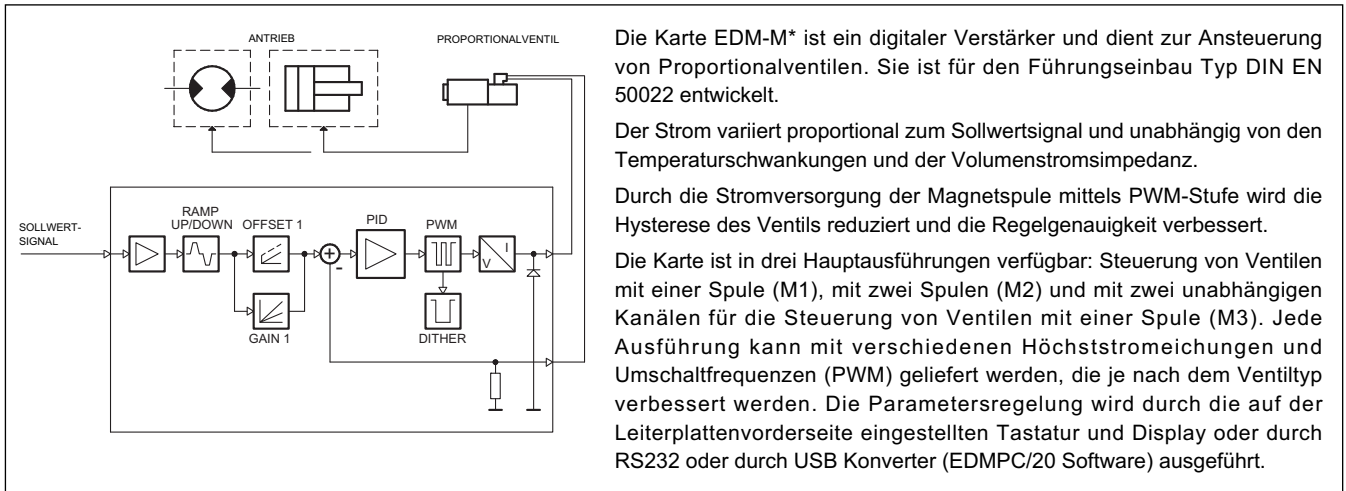 ANTRIEB
PROPORTIONALVENTIL
SOLLWERT-
SIGNAL
RAMP
UP/DOWN
OFFSET 1
GAIN 1
PID
PWM
DITHER
I
V
+
-
Die Karte EDM-M* ist ein digitaler Verstärker und dient zur Ansteuerung
von Proportionalventilen. Sie ist für den Führungseinbau Typ DIN EN
50022 entwickelt.
Der Strom variiert proportional zum Sollwertsignal und unabhängig von den
Temperaturschwankungen und der Volumenstromsimpedanz.
Durch die Stromversorgung der Magnetspule mittels PWM-Stufe wird die
Hysterese des Ventils reduziert und die Regelgenauigkeit verbessert.
Die Karte ist in drei Hauptausführungen verfügbar: Steuerung von Ventilen
mit einer Spule (M1), mit zwei Spulen (M2) und mit zwei unabhängigen
Kanälen für die Steuerung von Ventilen mit einer Spule (M3). Jede
Ausführung kann mit verschiedenen Höchststromeichungen und
Umschaltfrequenzen (PWM) geliefert werden, die je nach dem Ventiltyp
verbessert werden. Die Parametersregelung wird durch die auf der
Leiterplattenvorderseite eingestellten Tastatur und Display oder durch
RS232 oder durch USB Konverter (EDMPC/20 Software) ausgeführt.